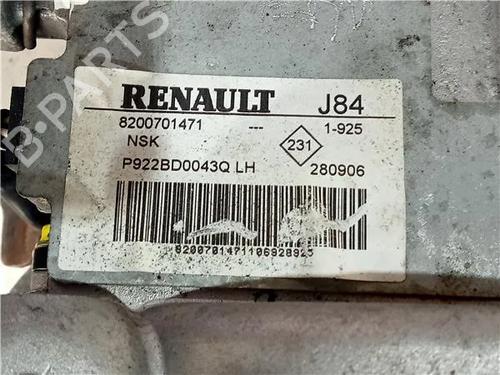 RENAULT J84
8200701471 --- 1-925
NSK 231
P922BD0043Q LH 280906
8200701471106928925
B-PARTS